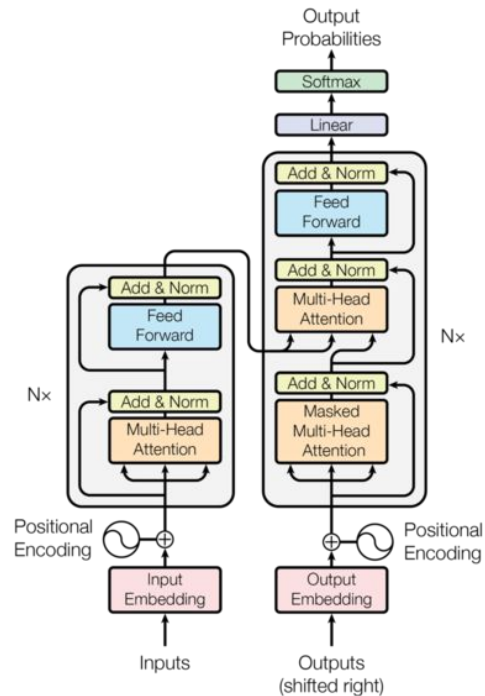 Output
Probabilities
Softmax
Linear
Add & Norm
Feed
Forward
Add & Norm
Multi-Head
Attention
Add & Norm
Masked
Multi-Head
Attention
N×
Add & Norm
Feed
Forward
Add & Norm
Multi-Head
Attention
N×
Positional
Encoding
Positional
Encoding
Input
Embedding
Output
Embedding
Inputs
Outputs
(shifted right)